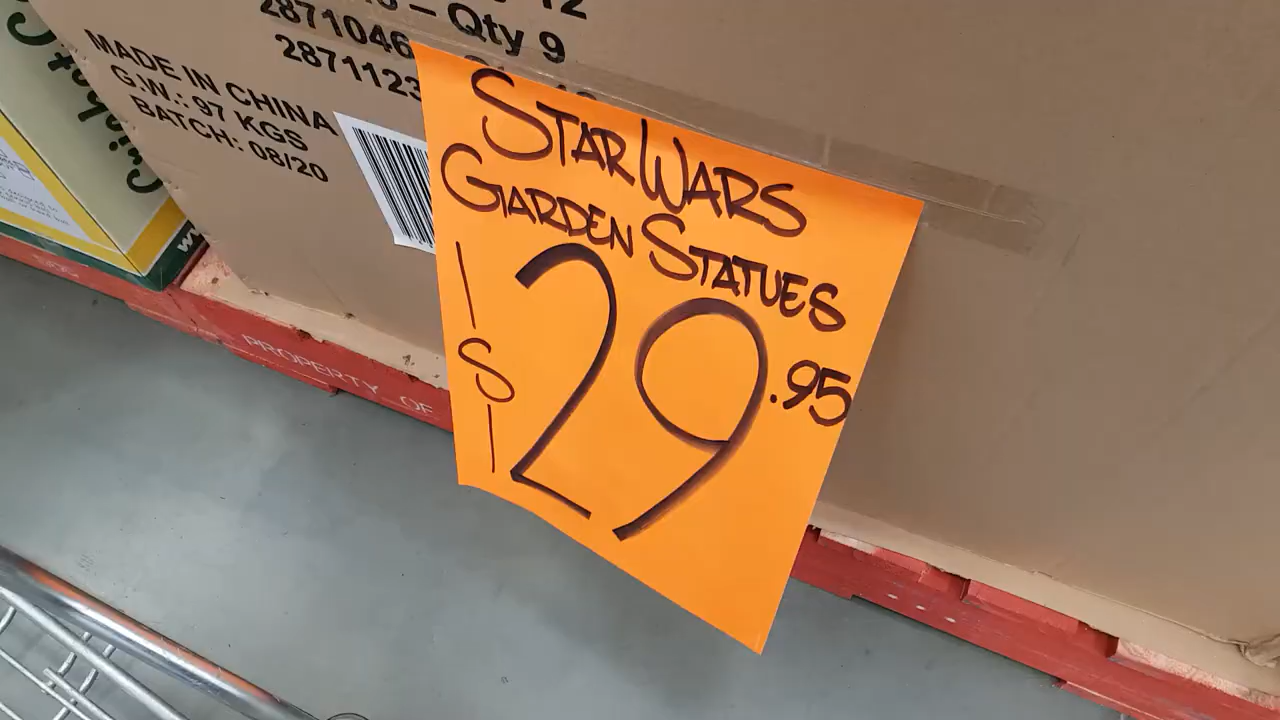 12
– Qty 9
2871046
2871123
MADE IN CHINA
G.W.: 97 KGS
BATCH: 08/20
STAR WARS
GARDEN STATUES
$29.95
PROPERTY OF